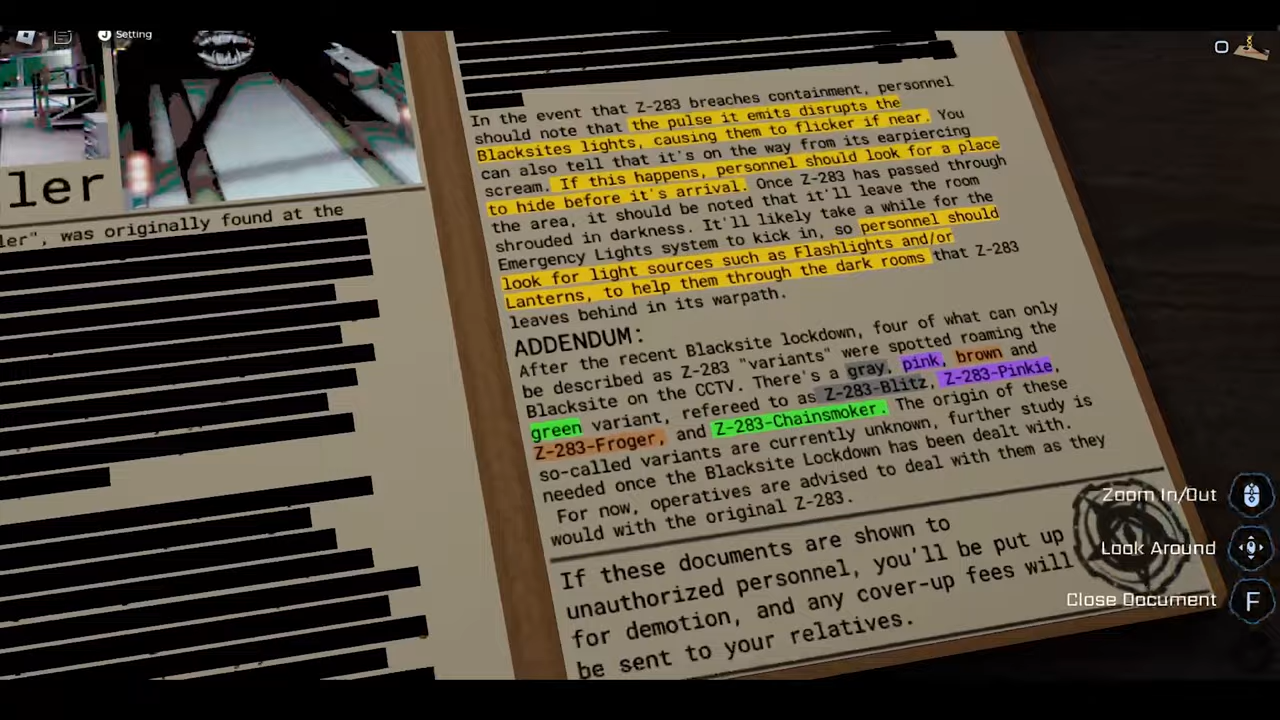 Setting
ler
ler", was originally found at the
In the event that Z-283 breaches containment, personnel
should note that the pulse it emits disrupts the
Blacksites lights, causing them to flicker if near. You
can also tell that it's on the way from its earpiercing
scream. If this happens, personnel should look for a place
to hide before it's arrival. Once Z-283 has passed through
the area, it should be noted that it'll leave the room
shrouded in darkness. It'll likely take a while for the
Emergency Lights system to kick in, so personnel should
look for light sources such as Flashlights and/or
Lanterns, to help them through the dark rooms that Z-283
leaves behind in its warpath.
ADDENDUM:
After the recent Blacksite lockdown, four of what can only
be described as Z-283 "variants" were spotted roaming the
Blacksite on the CCTV. There's a gray, pink, brown and
green variant, refereed to as Z-283-Blitz, Z-283-Pinkie,
Z-283-Froger, and Z-283-Chainsmoker. The origin of these
so-called variants are currently unknown, further study is
needed once the Blacksite Lockdown has been dealt with.
For now, operatives are advised to deal with them as they
would with the original Z-283.
If these documents are shown to
unauthorized personnel, you'll be put up
for demotion, and any cover-up fees will
be sent to your relatives.
Zoom In/Out
Look Around
Close Document F